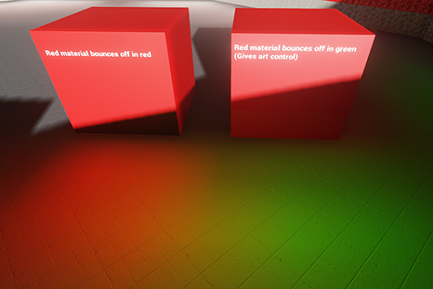 Red material bounces off in red
Red material bounces off in green
(Gives art control)